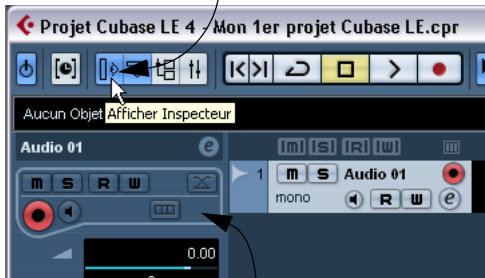 Projet Cubase LE 4 - Mon 1er projet Cubase LE.cpr
Aucun Objet Afficher Inspecteur
Audio 01 e m S R W
M S R W
1 M S Audio 01
mono R W e
0.00